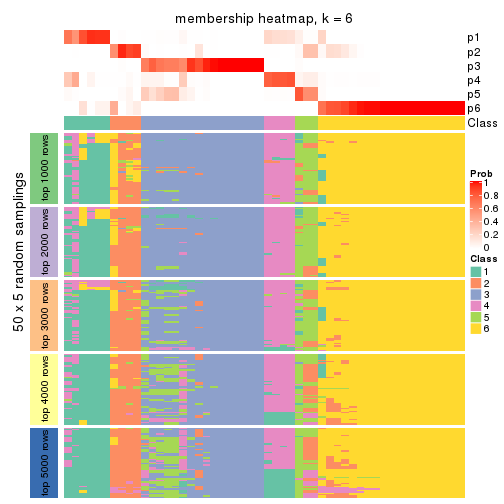 membership heatmap, k = 6
p1
p2
p3
p4
p5
p6
Class
50 x 5 random samplings
top 1000 rows
top 2000 rows
top 3000 rows
top 4000 rows
top 5000 rows
Prob
1
0.8
0.6
0.4
0.2
0
Class
1
2
3
4
5
6